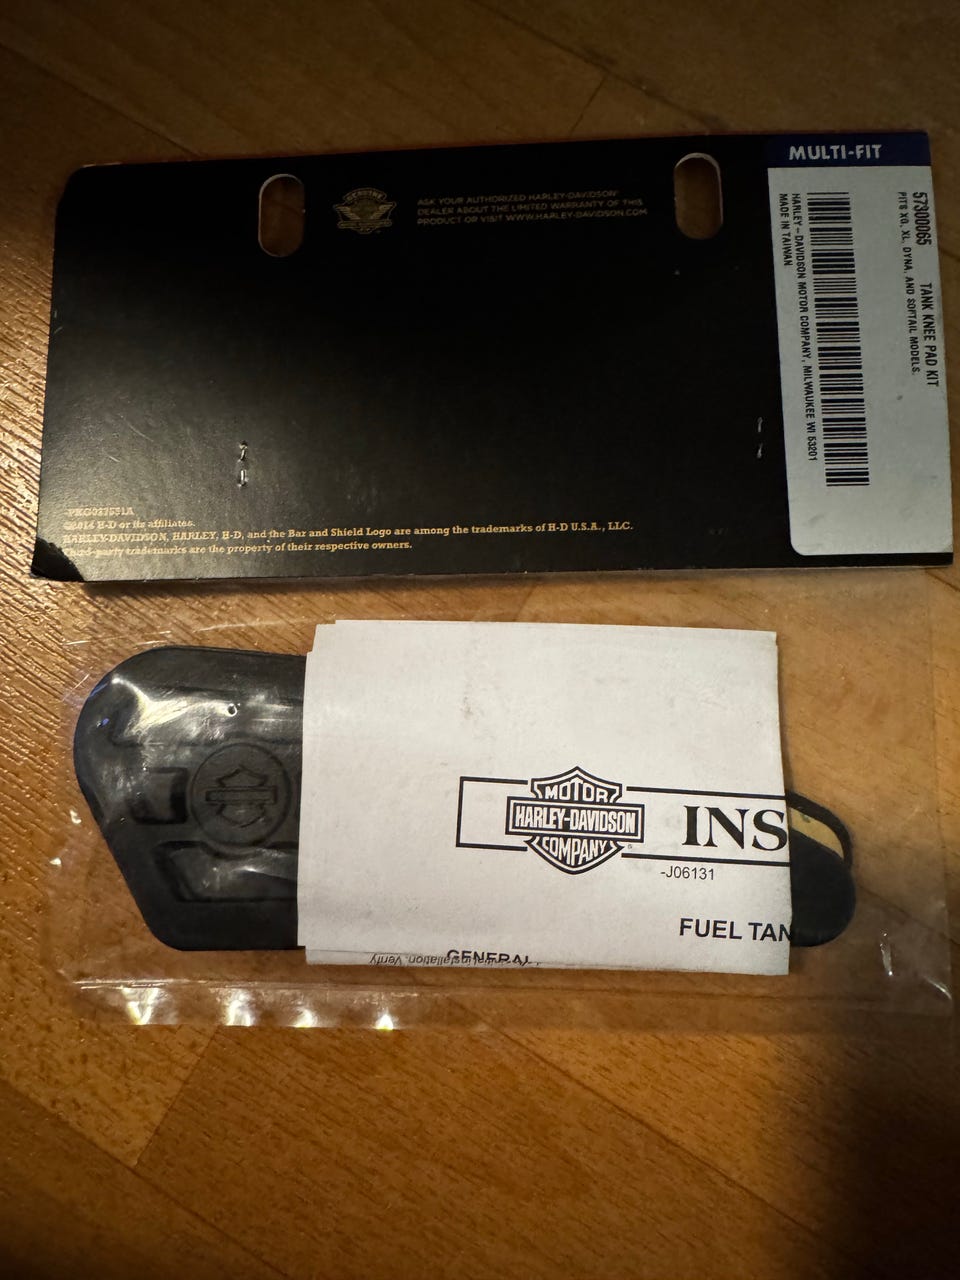 MULTI-FIT
57300065 TANK KNEE PAD KIT
FITS XG, XL, DYNA, AND SOFTAIL MODELS.
HARLEY-DAVIDSON MOTOR COMPANY, MILWAUKEE WI 53201
MADE IN TAIWAN
GENUINE
ASK YOUR AUTHORIZED HARLEY-DAVIDSON®
DEALER ABOUT THE LIMITED WARRANTY OF THIS
PRODUCT OR VISIT WWW.HARLEY-DAVIDSON.COM
©2014 H-D or its affiliates.
HARLEY-DAVIDSON, HARLEY, H-D, and the Bar and Shield Logo are among the trademarks of H-D U.S.A., LLC.
Third-party trademarks are the property of their respective owners.
MOTOR
HARLEY-DAVIDSON
COMPANY
INS
-J06131
FUEL TAN
GENERAL
installation. Verify